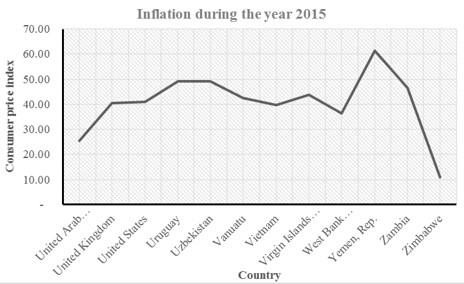 Inflation during the year 2015
Consumer price index
70.00
60.00
50.00
40.00
30.00
20.00
10.00
-
United Arab...
United Kingdom
United States
Uruguay
Uzbekistan
Vanuatu
Vietnam
Virgin Islands...
West Bank...
Yemen, Rep.
Zambia
Zimbabwe
Country